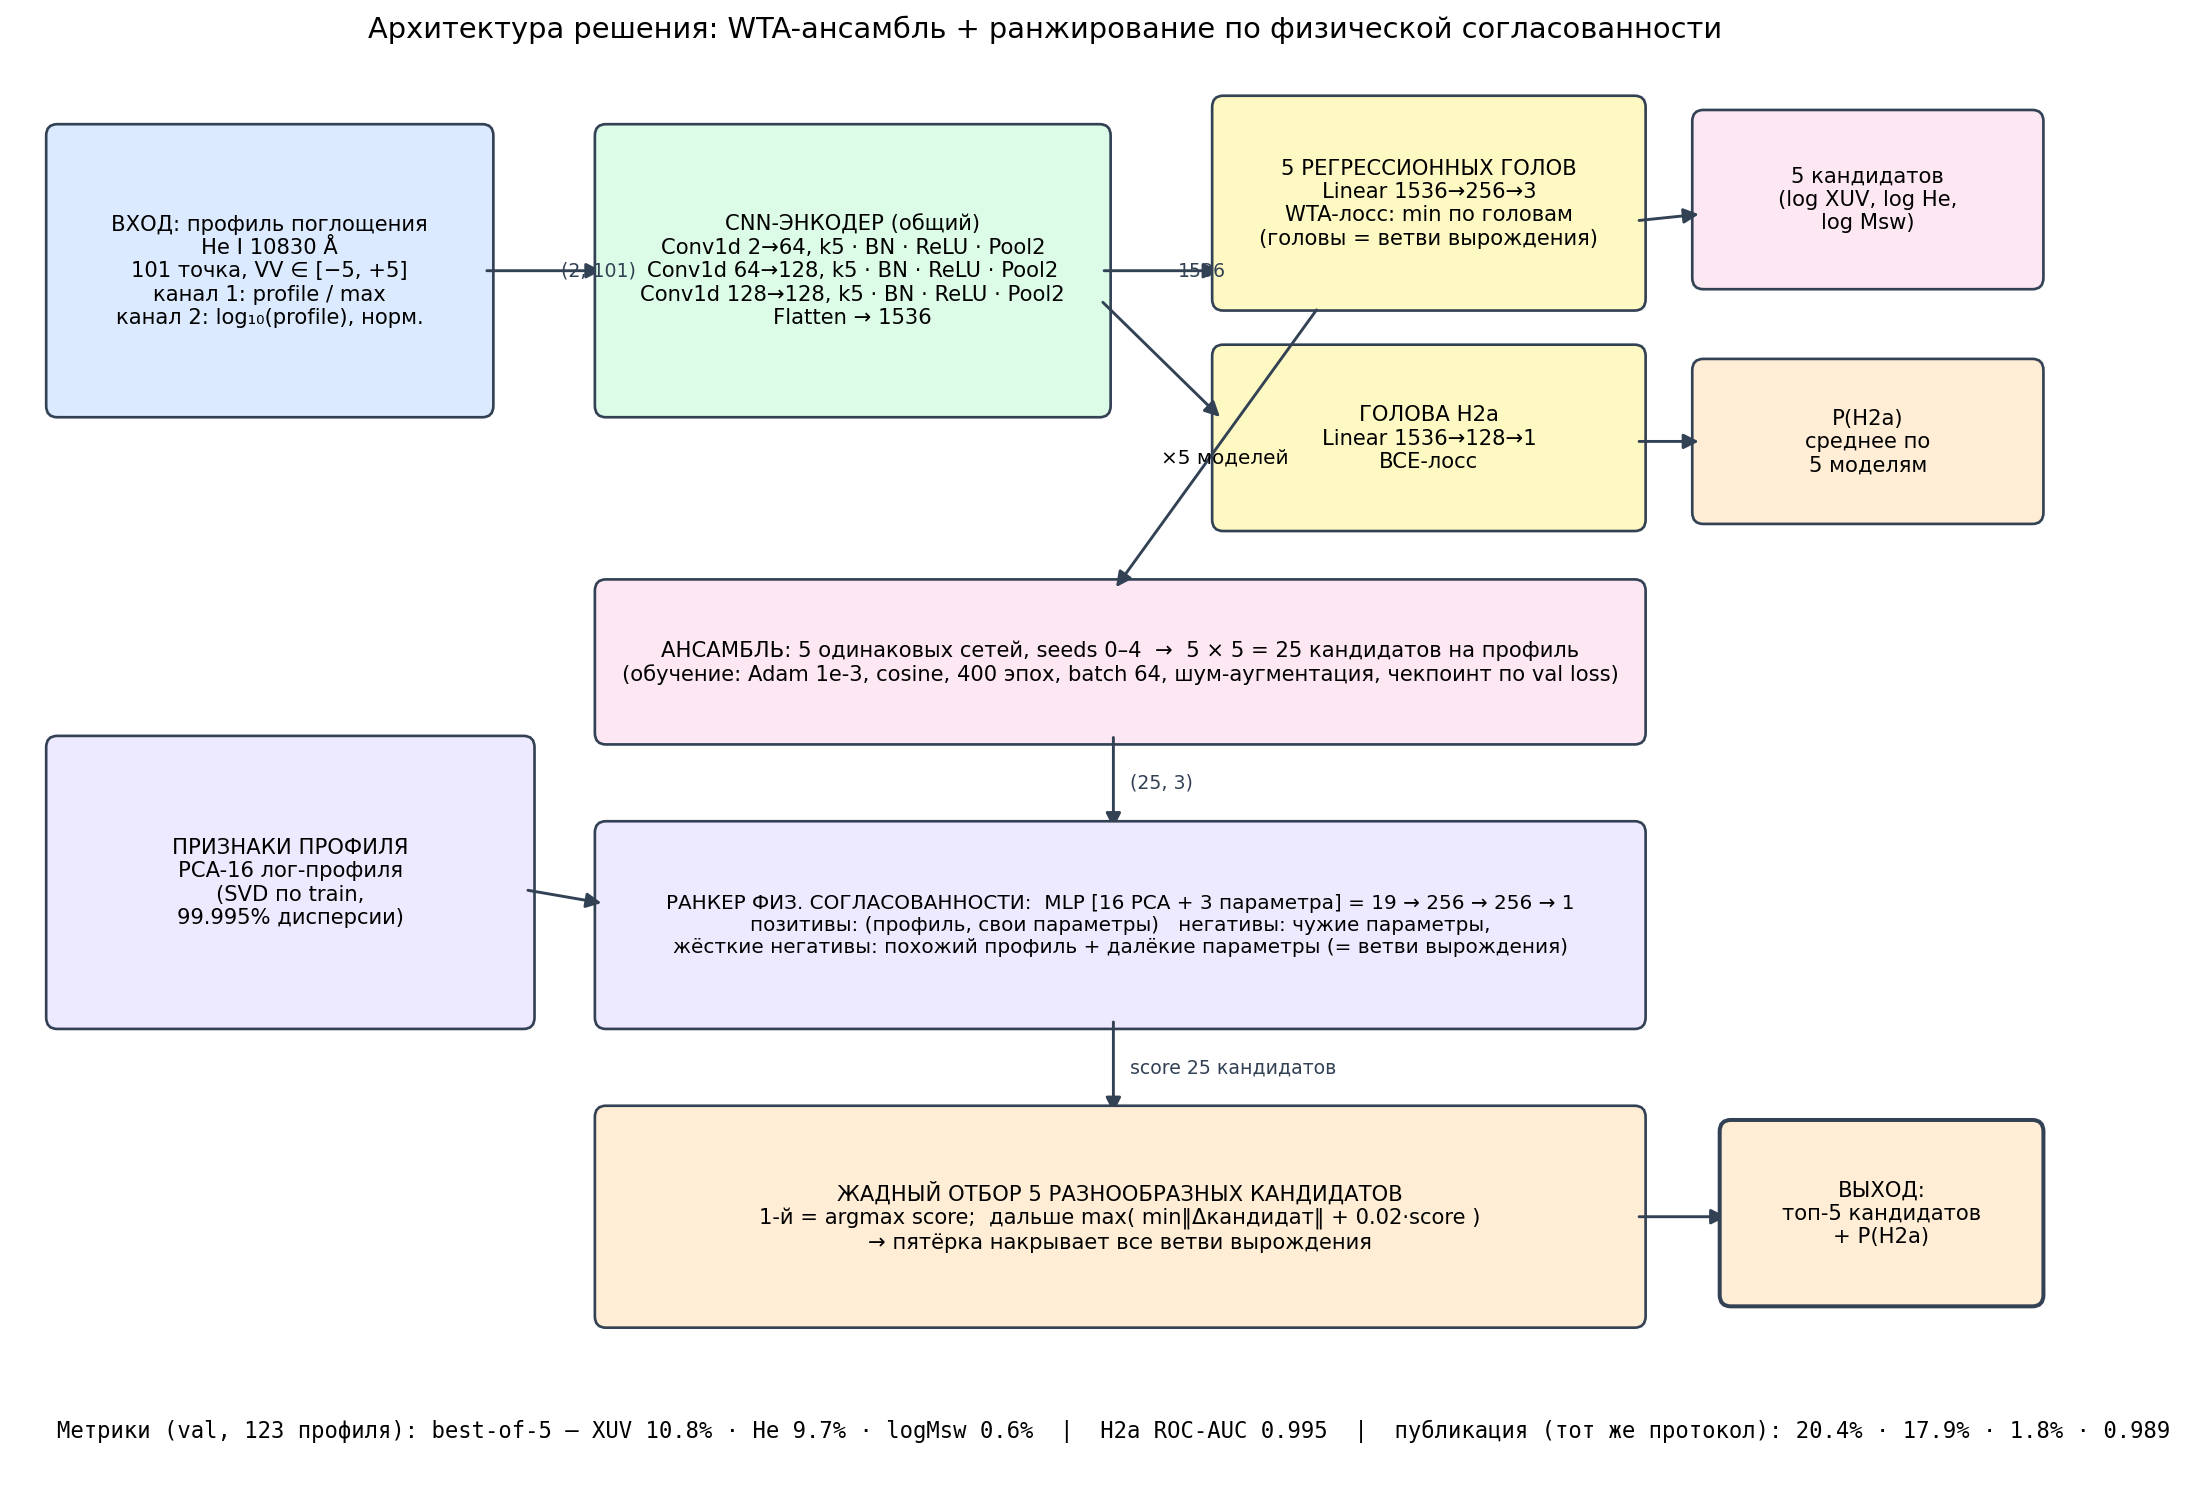 Архитектура решения: WTA-ансамбль + ранжирование по физической согласованности
ВХОД: профиль поглощения
He I 10830 Å
101 точка, VV ∈ [−5, +5]
канал 1: profile / max
канал 2: log₁₀(profile), норм.
(2, 101)
CNN-ЭНКОДЕР (общий)
Conv1d 2→64, k5 · BN · ReLU · Pool2
Conv1d 64→128, k5 · BN · ReLU · Pool2
Conv1d 128→128, k5 · BN · ReLU · Pool2
Flatten → 1536
1536
5 РЕГРЕССИОННЫХ ГОЛОВ
Linear 1536→256→3
WTA-лосс: min по головам
(головы = ветви вырождения)
5 кандидатов
(log XUV, log He,
log Msw)
ГОЛОВА H2a
Linear 1536→128→1
BCE-лосс
P(H2a)
среднее по
5 моделям
×5 моделей
АНСАМБЛЬ: 5 одинаковых сетей, seeds 0–4 → 5 × 5 = 25 кандидатов на профиль
(обучение: Adam 1e-3, cosine, 400 эпох, batch 64, шум-аугментация, чекпоинт по val loss)
(25, 3)
ПРИЗНАКИ ПРОФИЛЯ
PCA-16 лог-профиля
(SVD по train,
99.995% дисперсии)
РАНКЕР ФИЗ. СОГЛАСОВАННОСТИ: MLP [16 PCA + 3 параметра] = 19 → 256 → 256 → 1
позитивы: (профиль, свои параметры) негативы: чужие параметры,
жёсткие негативы: похожий профиль + далёкие параметры (= ветви вырождения)
score 25 кандидатов
ЖАДНЫЙ ОТБОР 5 РАЗНООБРАЗНЫХ КАНДИДАТОВ
1-й = argmax score; дальше max( min‖Δкандидат‖ + 0.02·score )
→ пятёрка накрывает все ветви вырождения
ВЫХОД:
топ-5 кандидатов
+ P(H2a)
Метрики (val, 123 профиля): best-of-5 — XUV 10.8% · He 9.7% · logMsw 0.6% | H2a ROC-AUC 0.995 | публикация (тот же протокол): 20.4% · 17.9% · 1.8% · 0.989